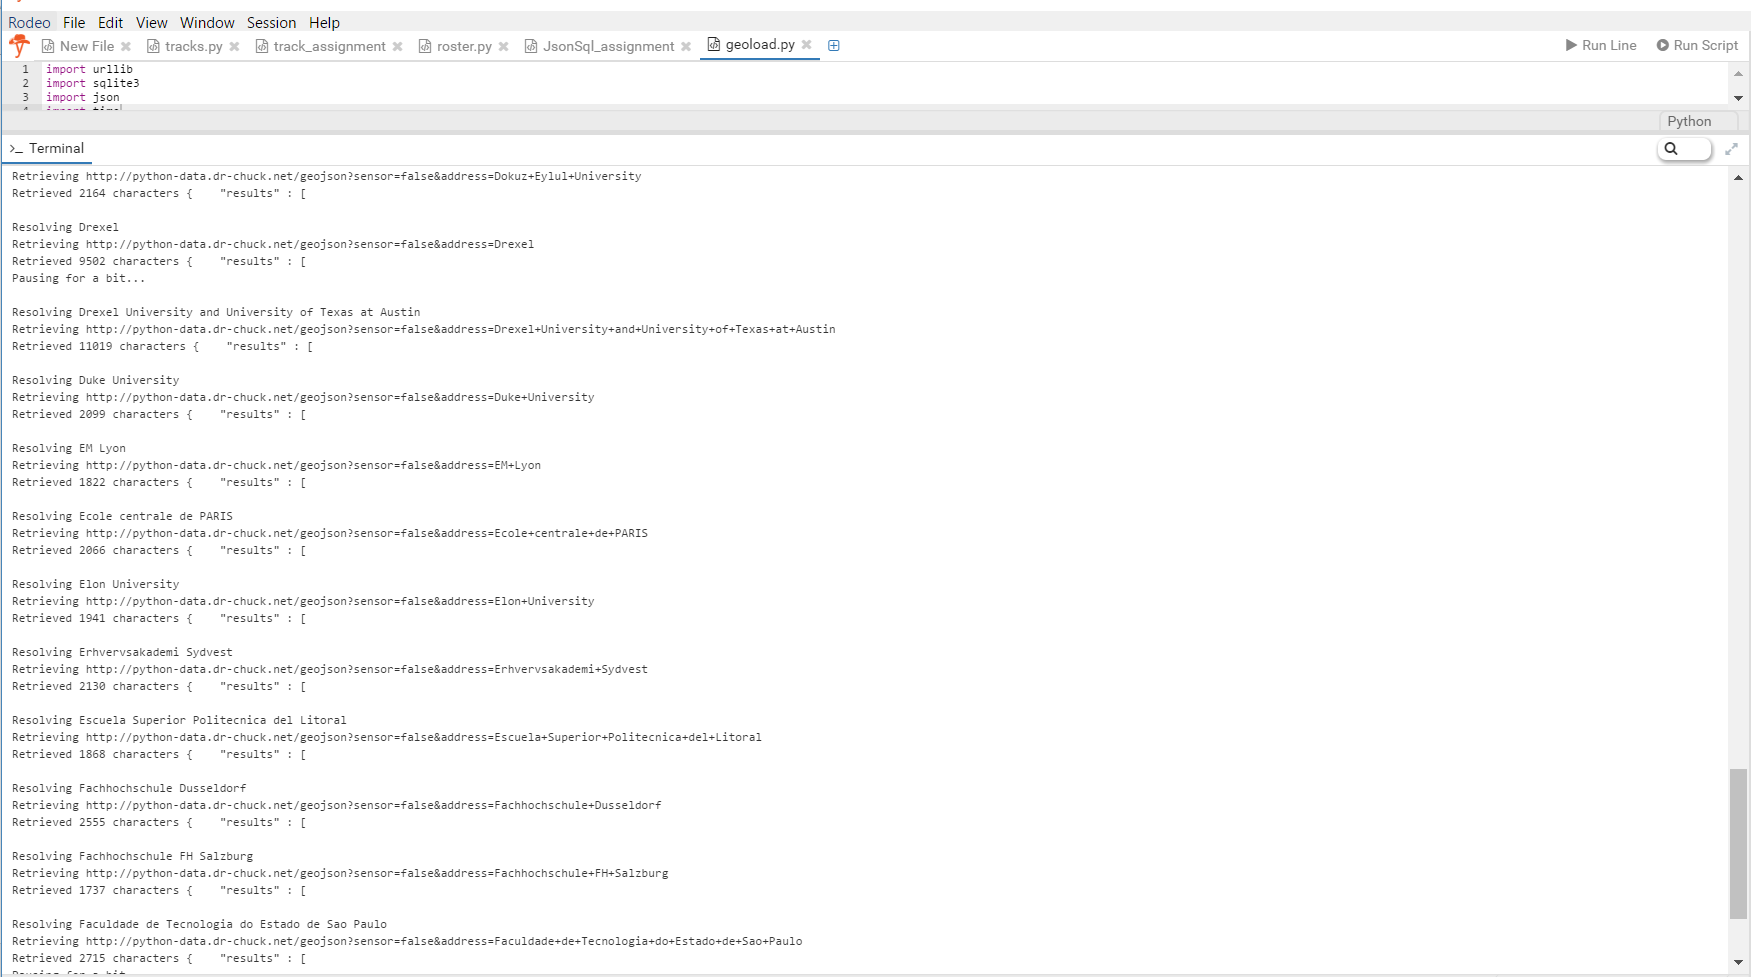 Rodeo File Edit View Window Session Help
New File tracks.py track_assignment roster.py JsonSql_assignment geoload.py Run Line Run Script
1 import urllib
2 import sqlite3
3 import json
4 import time
Python
>_ Terminal
Retrieving http://python-data.dr-chuck.net/geojson?sensor=false&address=Dokuz+Eylul+University
Retrieved 2164 characters {    "results" : [
Resolving Drexel
Retrieving http://python-data.dr-chuck.net/geojson?sensor=false&address=Drexel
Retrieved 9502 characters {    "results" : [
Pausing for a bit...
Resolving Drexel University and University of Texas at Austin
Retrieving http://python-data.dr-chuck.net/geojson?sensor=false&address=Drexel+University+and+University+of+Texas+at+Austin
Retrieved 11019 characters {    "results" : [
Resolving Duke University
Retrieving http://python-data.dr-chuck.net/geojson?sensor=false&address=Duke+University
Retrieved 2099 characters {    "results" : [
Resolving EM Lyon
Retrieving http://python-data.dr-chuck.net/geojson?sensor=false&address=EM+Lyon
Retrieved 1822 characters {    "results" : [
Resolving Ecole centrale de PARIS
Retrieving http://python-data.dr-chuck.net/geojson?sensor=false&address=Ecole+centrale+de+PARIS
Retrieved 2066 characters {    "results" : [
Resolving Elon University
Retrieving http://python-data.dr-chuck.net/geojson?sensor=false&address=Elon+University
Retrieved 1941 characters {    "results" : [
Resolving Erhvervsakademi Sydvest
Retrieving http://python-data.dr-chuck.net/geojson?sensor=false&address=Erhvervsakademi+Sydvest
Retrieved 2130 characters {    "results" : [
Resolving Escuela Superior Politecnica del Litoral
Retrieving http://python-data.dr-chuck.net/geojson?sensor=false&address=Escuela+Superior+Politecnica+del+Litoral
Retrieved 1868 characters {    "results" : [
Resolving Fachhochschule Dusseldorf
Retrieving http://python-data.dr-chuck.net/geojson?sensor=false&address=Fachhochschule+Dusseldorf
Retrieved 2555 characters {    "results" : [
Resolving Fachhochschule FH Salzburg
Retrieving http://python-data.dr-chuck.net/geojson?sensor=false&address=Fachhochschule+FH+Salzburg
Retrieved 1737 characters {    "results" : [
Resolving Faculdade de Tecnologia do Estado de Sao Paulo
Retrieving http://python-data.dr-chuck.net/geojson?sensor=false&address=Faculdade+de+Tecnologia+do+Estado+de+Sao+Paulo
Retrieved 2715 characters {    "results" : [
Pausing for a bit